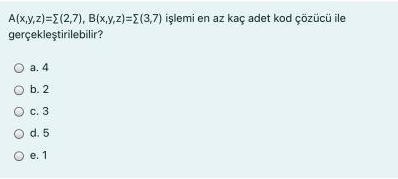 A(x,y,z)=Σ(2,7), B(x,y,z)=Σ(3,7) işlemi en az kaç adet kod çözücü ile
gerçekleştirilebilir?
a. 4
b. 2
c. 3
d. 5
e. 1